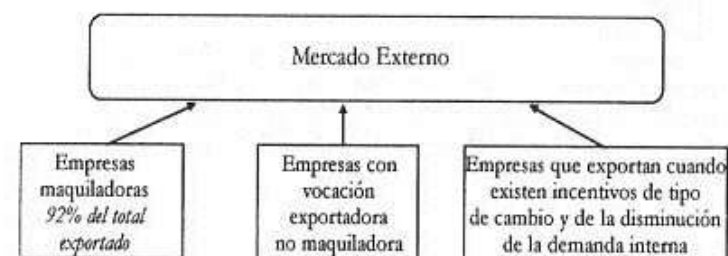 Mercado Externo
Empresas
maquiladoras
92% del total
exportado
Empresas con
vocación
exportadora
no maquiladora
Empresas que exportan cuando
existen incentivos de tipo
de cambio y de la disminución
de la demanda interna